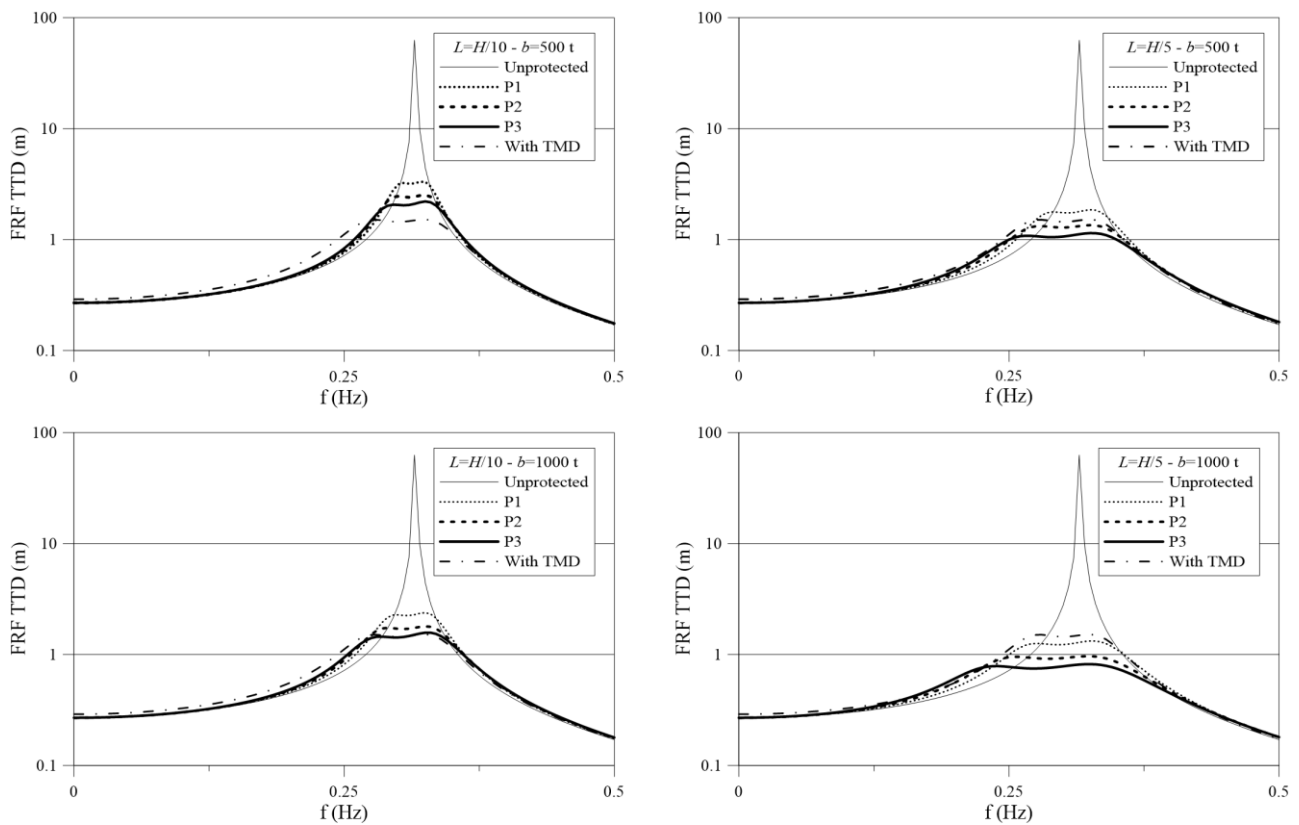 100
10
1
0.1
FRF TTD (m)
L=H/10 - b=500 t
Unprotected
P1
P2
P3
With TMD
0
0.25
0.5
f (Hz)
100
10
1
0.1
FRF TTD (m)
L=H/5 - b=500 t
Unprotected
P1
P2
P3
With TMD
0
0.25
0.5
f (Hz)
100
10
1
0.1
FRF TTD (m)
L=H/10 - b=1000 t
Unprotected
P1
P2
P3
With TMD
0
0.25
0.5
f (Hz)
100
10
1
0.1
FRF TTD (m)
L=H/5 - b=1000 t
Unprotected
P1
P2
P3
With TMD
0
0.25
0.5
f (Hz)